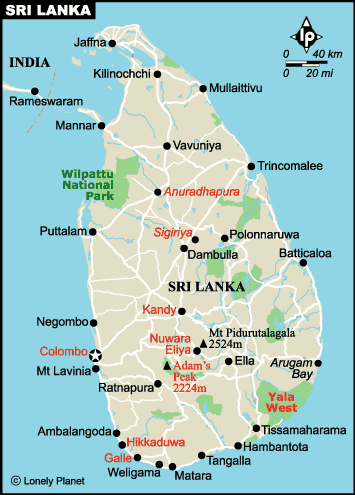 SRI LANKA
Jaffna
lp
0 40 km
0 20 mi
INDIA
Kilinochchi
Rameswaram
Mullaittivu
Mannar
Vavuniya
Wilpattu
National
Park
Trincomalee
Anuradhapura
Sigiriya
Puttalam
Polonnaruwa
Dambulla
Batticaloa
SRI LANKA
Kandy
Negombo
Mt Pidurutalagala
2524m
Nuwara
Eliya
Colombo
Ella
Arugam
Bay
Mt Lavinia
Adam's
Peak
2224m
Ratnapura
Yala
West
Ambalangoda
Tissamaharama
Hikkaduwa
Hambantota
Galle
Tangalla
Weligama
Matara
© Lonely Planet